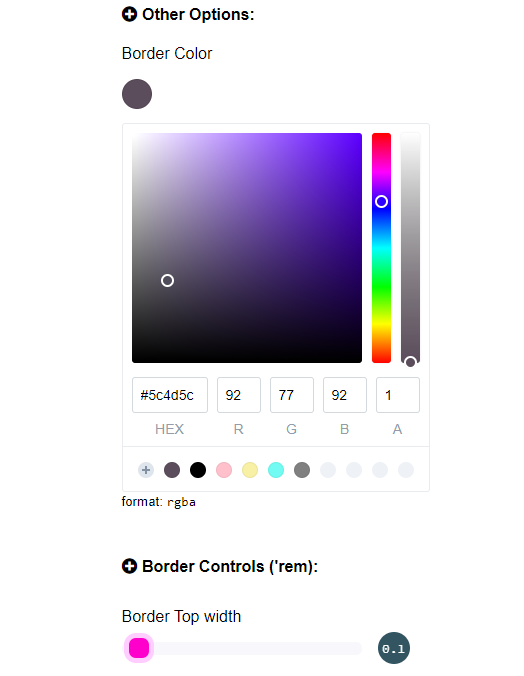 Other Options:
Border Color
#5c4d5c 92 77 92 1
HEX R G B A
format: rgba
Border Controls ('rem):
Border Top width
0.1